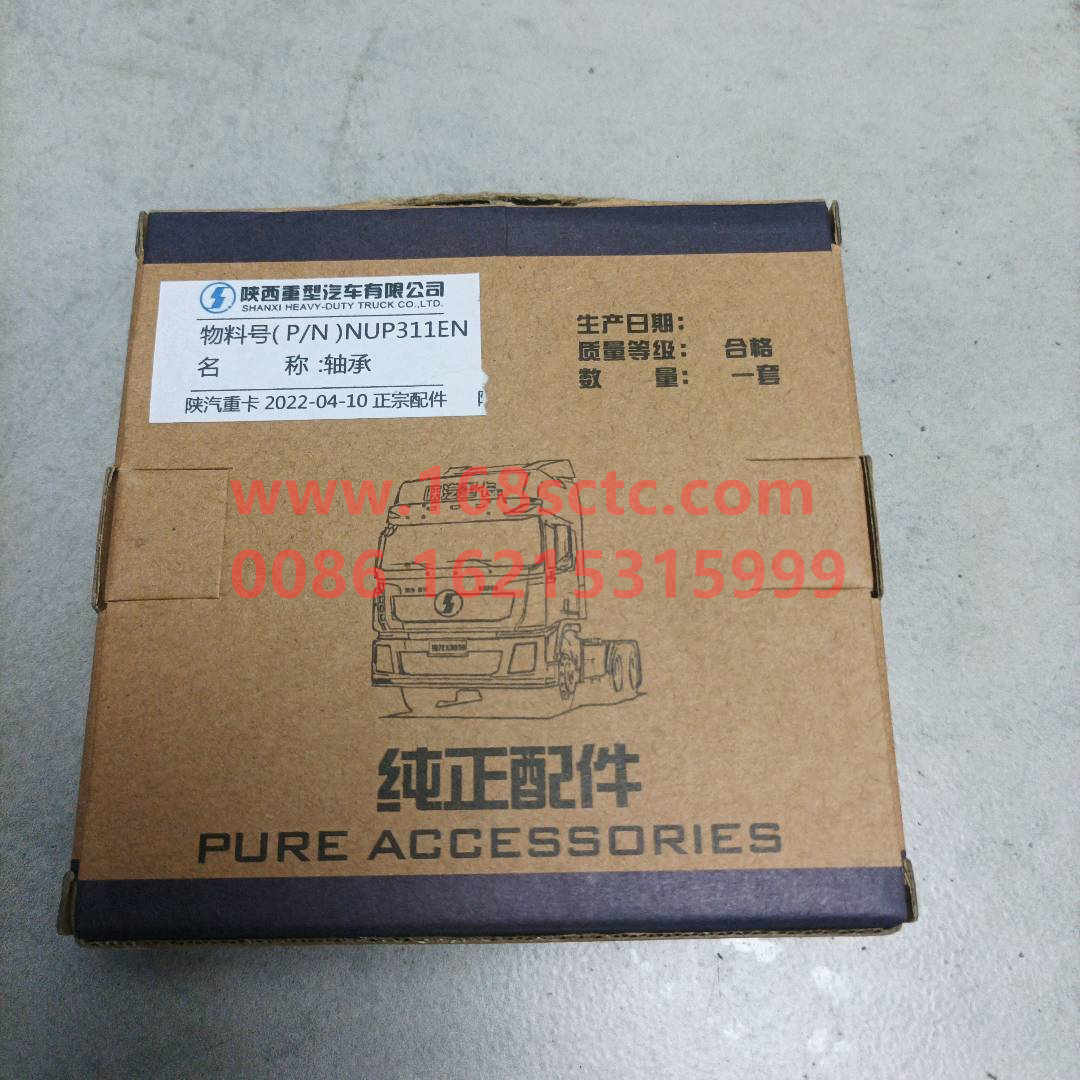 陕西重型汽车有限公司
SHANXI HEAVY-DUTY TRUCK CO.,LTD.
物料号( P/N )NUP311EN
名 称 :轴承
陕汽重卡 2022-04-10 正宗配件
生产日期：
质量等级： 合格
数 量： 一套
www.168sctc.com
0086 16215315999
纯正配件
PURE ACCESSORIES